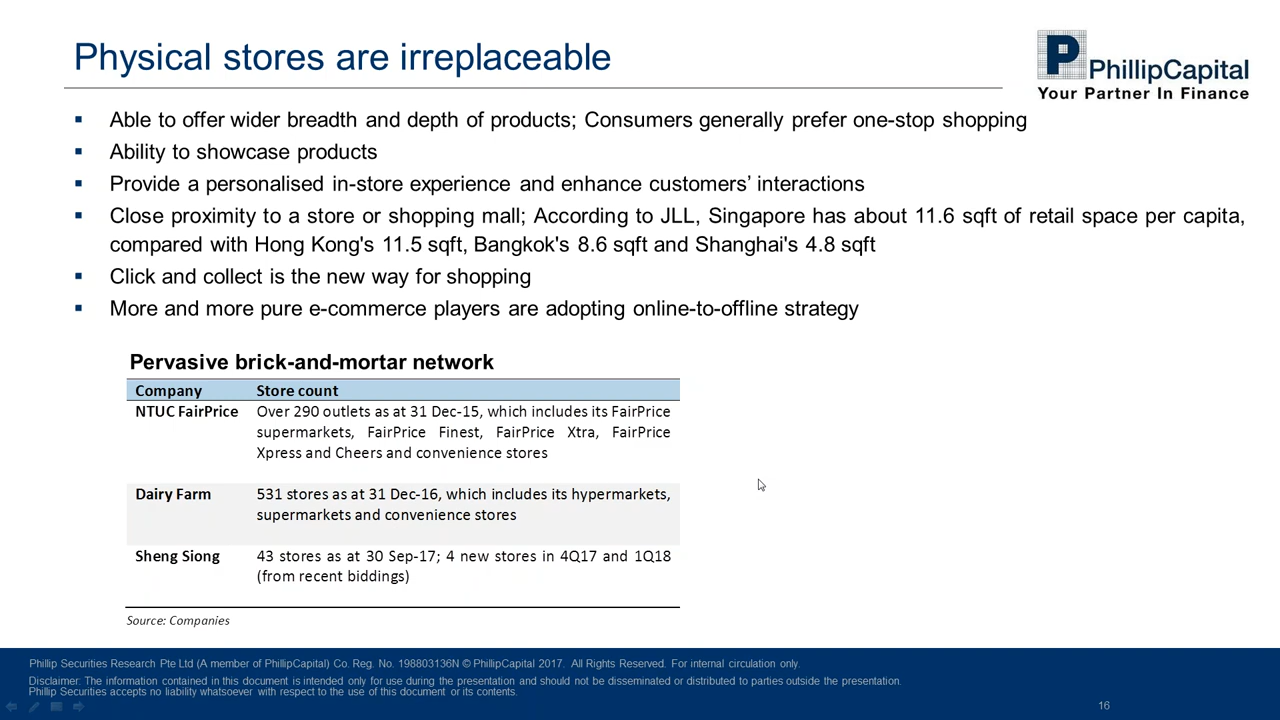 Physical stores are irreplaceable
P
PhillipCapital
Your Partner In Finance
▪ Able to offer wider breadth and depth of products; Consumers generally prefer one-stop shopping
▪ Ability to showcase products
▪ Provide a personalised in-store experience and enhance customers’ interactions
▪ Close proximity to a store or shopping mall; According to JLL, Singapore has about 11.6 sqft of retail space per capita,
compared with Hong Kong's 11.5 sqft, Bangkok's 8.6 sqft and Shanghai's 4.8 sqft
▪ Click and collect is the new way for shopping
▪ More and more pure e-commerce players are adopting online-to-offline strategy
Pervasive brick-and-mortar network
Company Store count
NTUC FairPrice Over 290 outlets as at 31 Dec-15, which includes its FairPrice
supermarkets, FairPrice Finest, FairPrice Xtra, FairPrice
Xpress and Cheers and convenience stores
Dairy Farm 531 stores as at 31 Dec-16, which includes its hypermarkets,
supermarkets and convenience stores
Sheng Siong 43 stores as at 30 Sep-17; 4 new stores in 4Q17 and 1Q18
(from recent biddings)
Source: Companies
Phillip Securities Research Pte Ltd (A member of PhillipCapital) Co. Reg. No. 198803136N © PhillipCapital 2017. All Rights Reserved. For internal circulation only.
Disclaimer: The information contained in this document is intended only for use during the presentation and should not be disseminated or distributed to parties outside the presentation.
Phillip Securities accepts no liability whatsoever with respect to the use of this document or its contents.
16